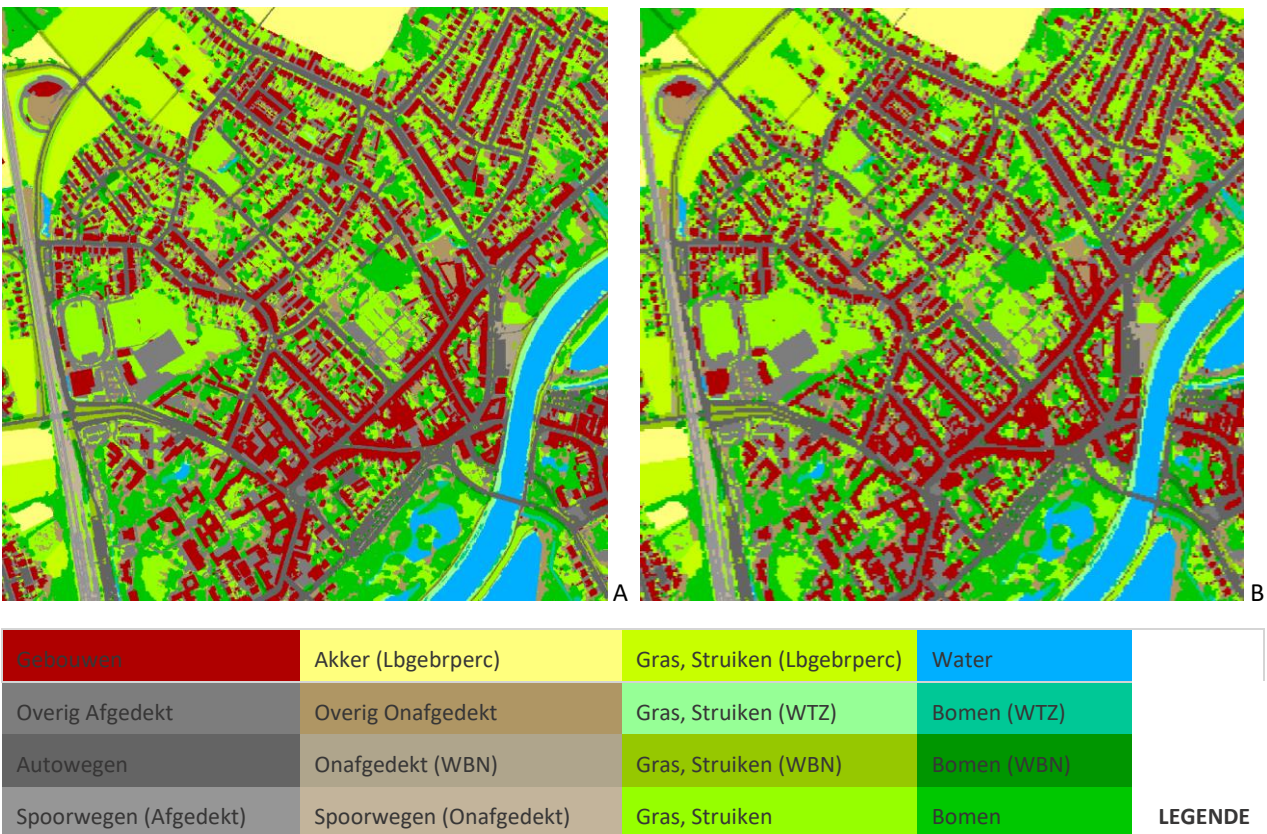 A
B
Gebouwen Akker (Lbgebrperc) Gras, Struiken (Lbgebrperc) Water
Overig Afgedekt Overig Onafgedekt Gras, Struiken (WTZ) Bomen (WTZ)
Autowegen Onafgedekt (WBN) Gras, Struiken (WBN) Bomen (WBN)
Spoorwegen (Afgedekt) Spoorwegen (Onafgedekt) Gras, Struiken Bomen LEGENDE